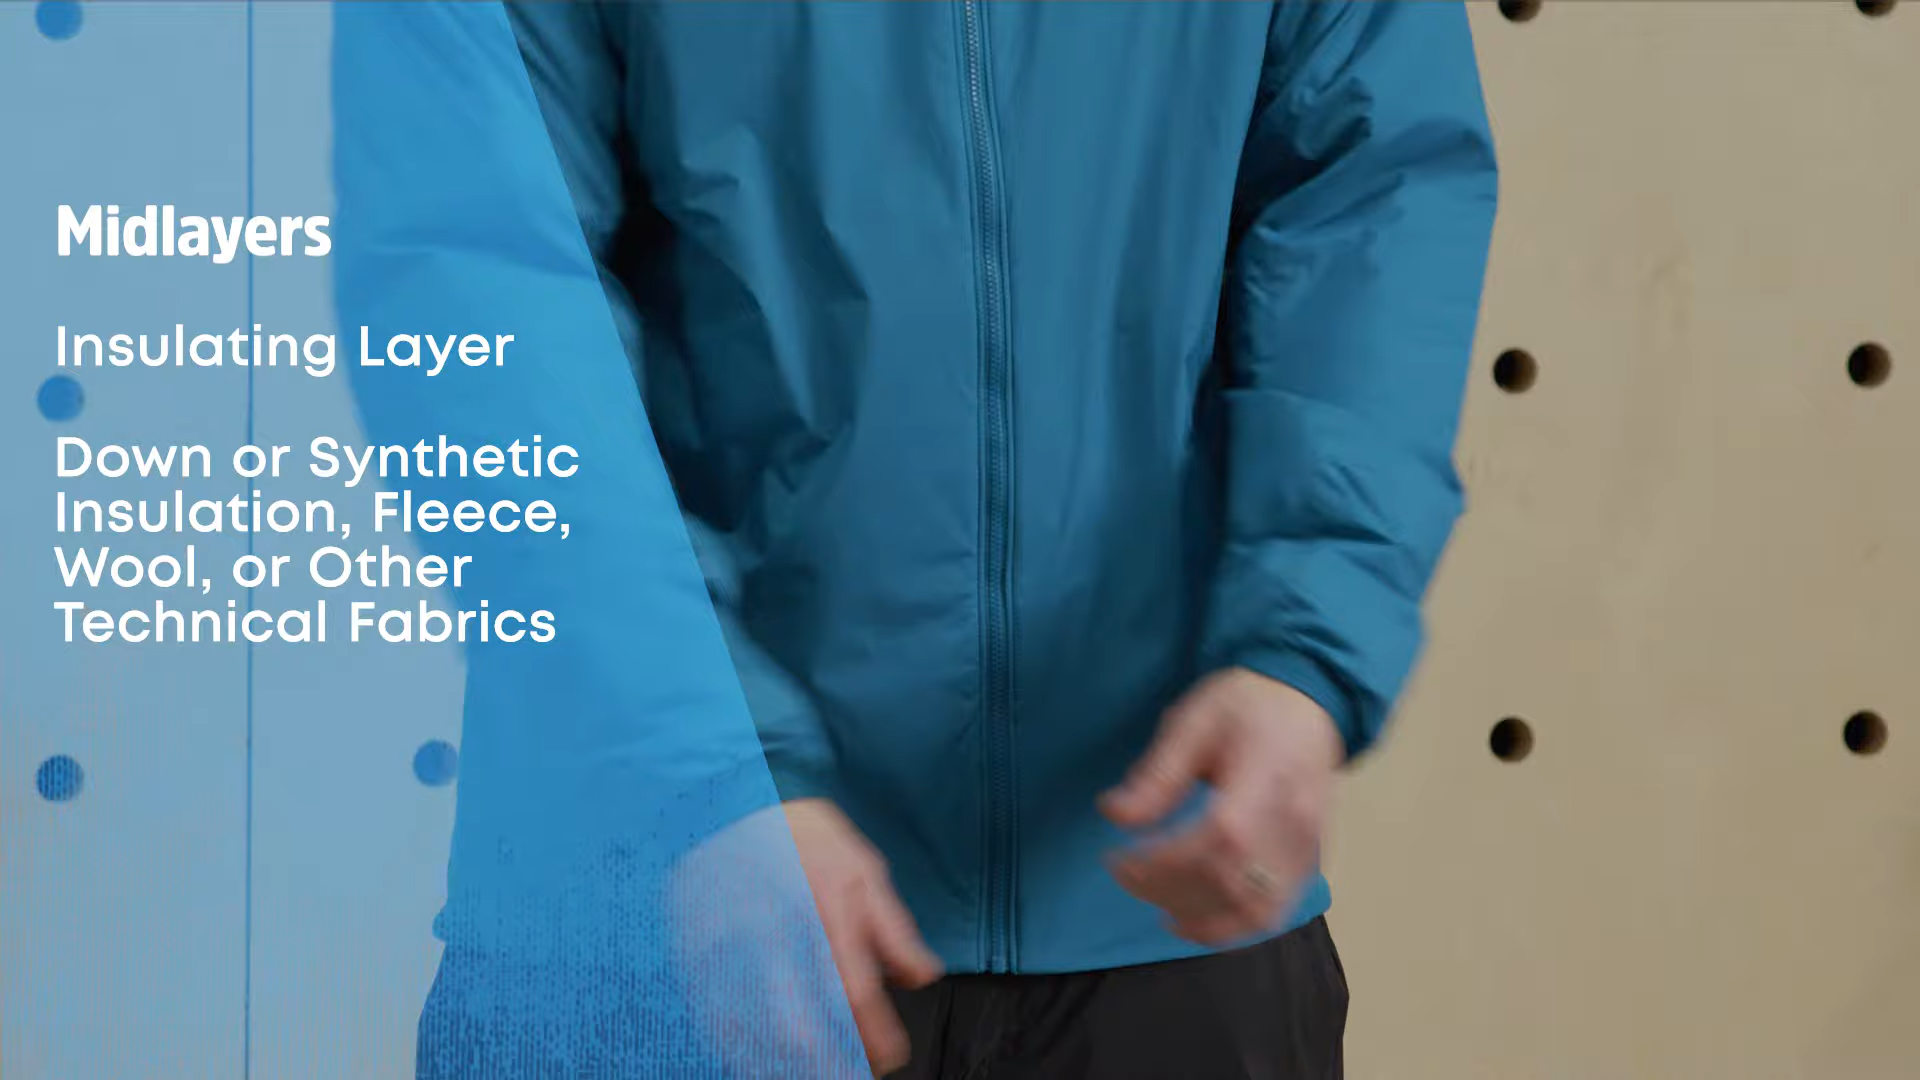 Midlayers
Insulating Layer
Down or Synthetic
Insulation, Fleece,
Wool, or Other
Technical Fabrics